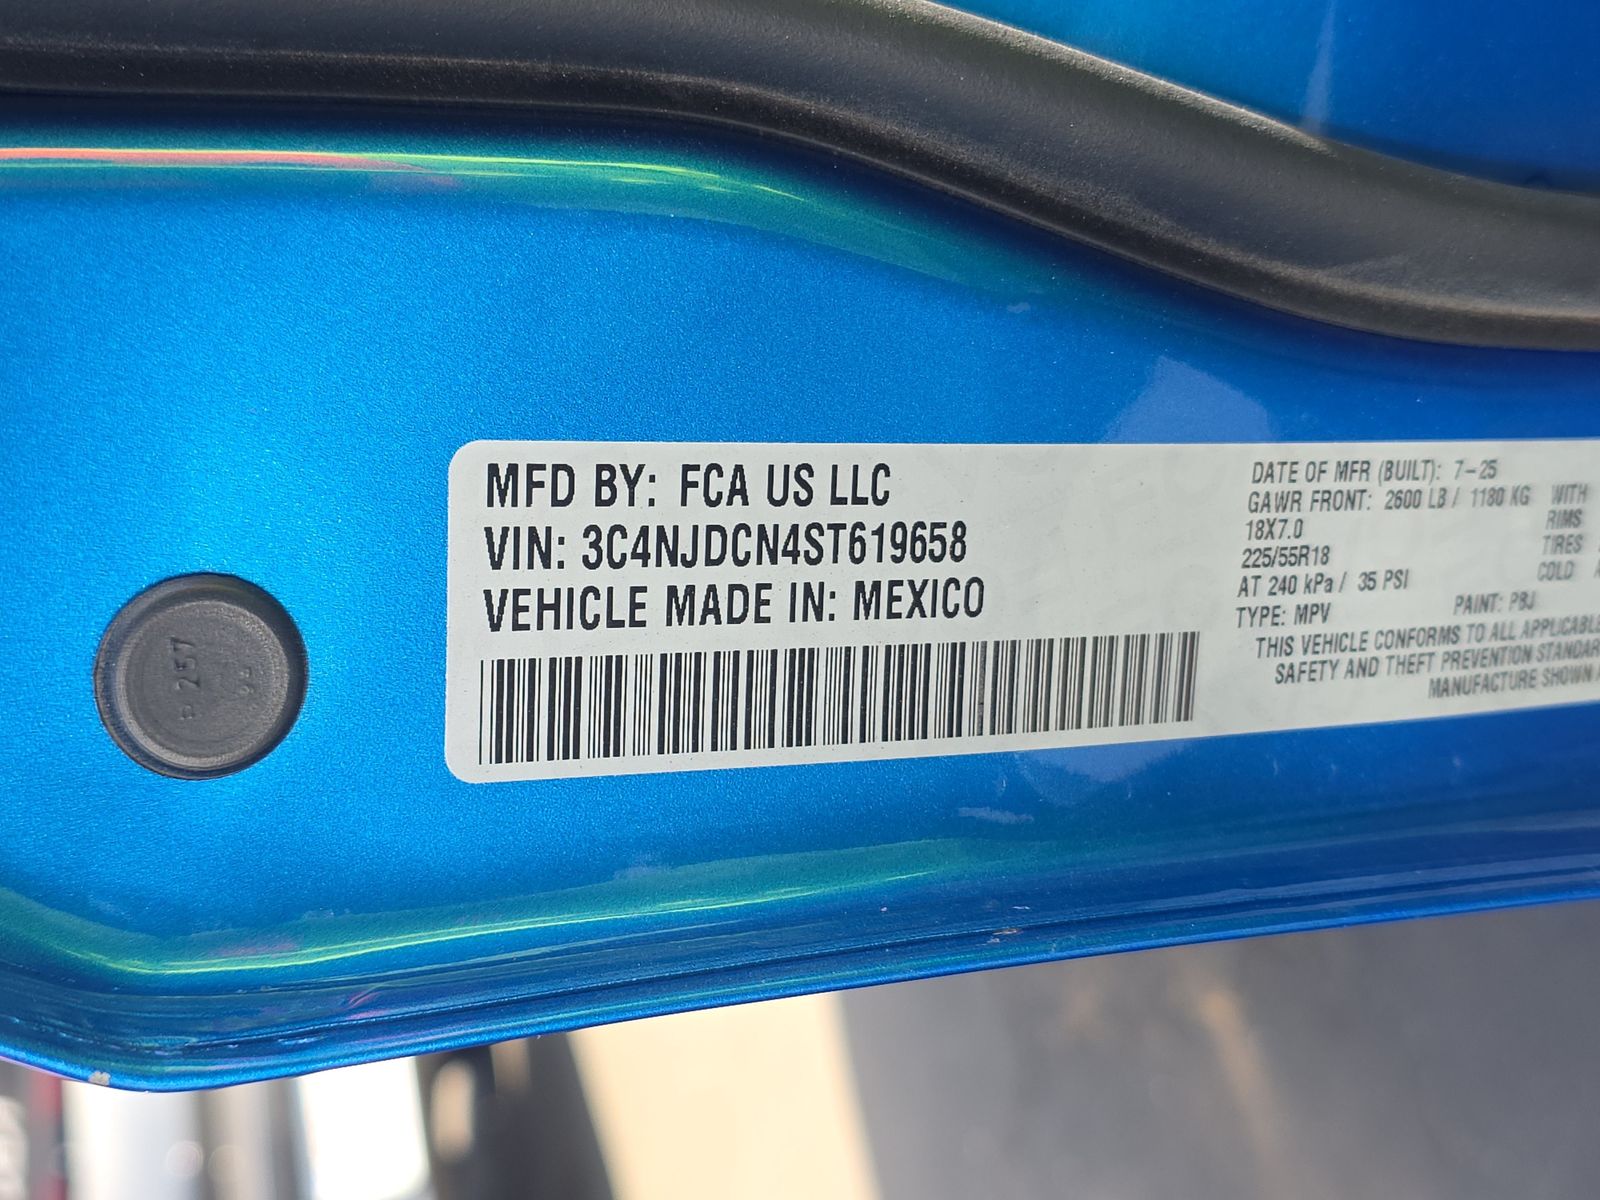 MFD BY: FCA US LLC
VIN: 3C4NJDCN4ST619658
VEHICLE MADE IN: MEXICO
DATE OF MFR (BUILT): 7-25
GAWR FRONT: 2600 LB / 1180 KG WITH
18X7.0 RIMS
225/55R18 TIRES
AT 240 kPa / 35 PSI COLD
TYPE: MPV PAINT: PBJ
THIS VEHICLE CONFORMS TO ALL APPLICABLE
SAFETY AND THEFT PREVENTION STANDAR
MANUFACTURE SHOWN A
257